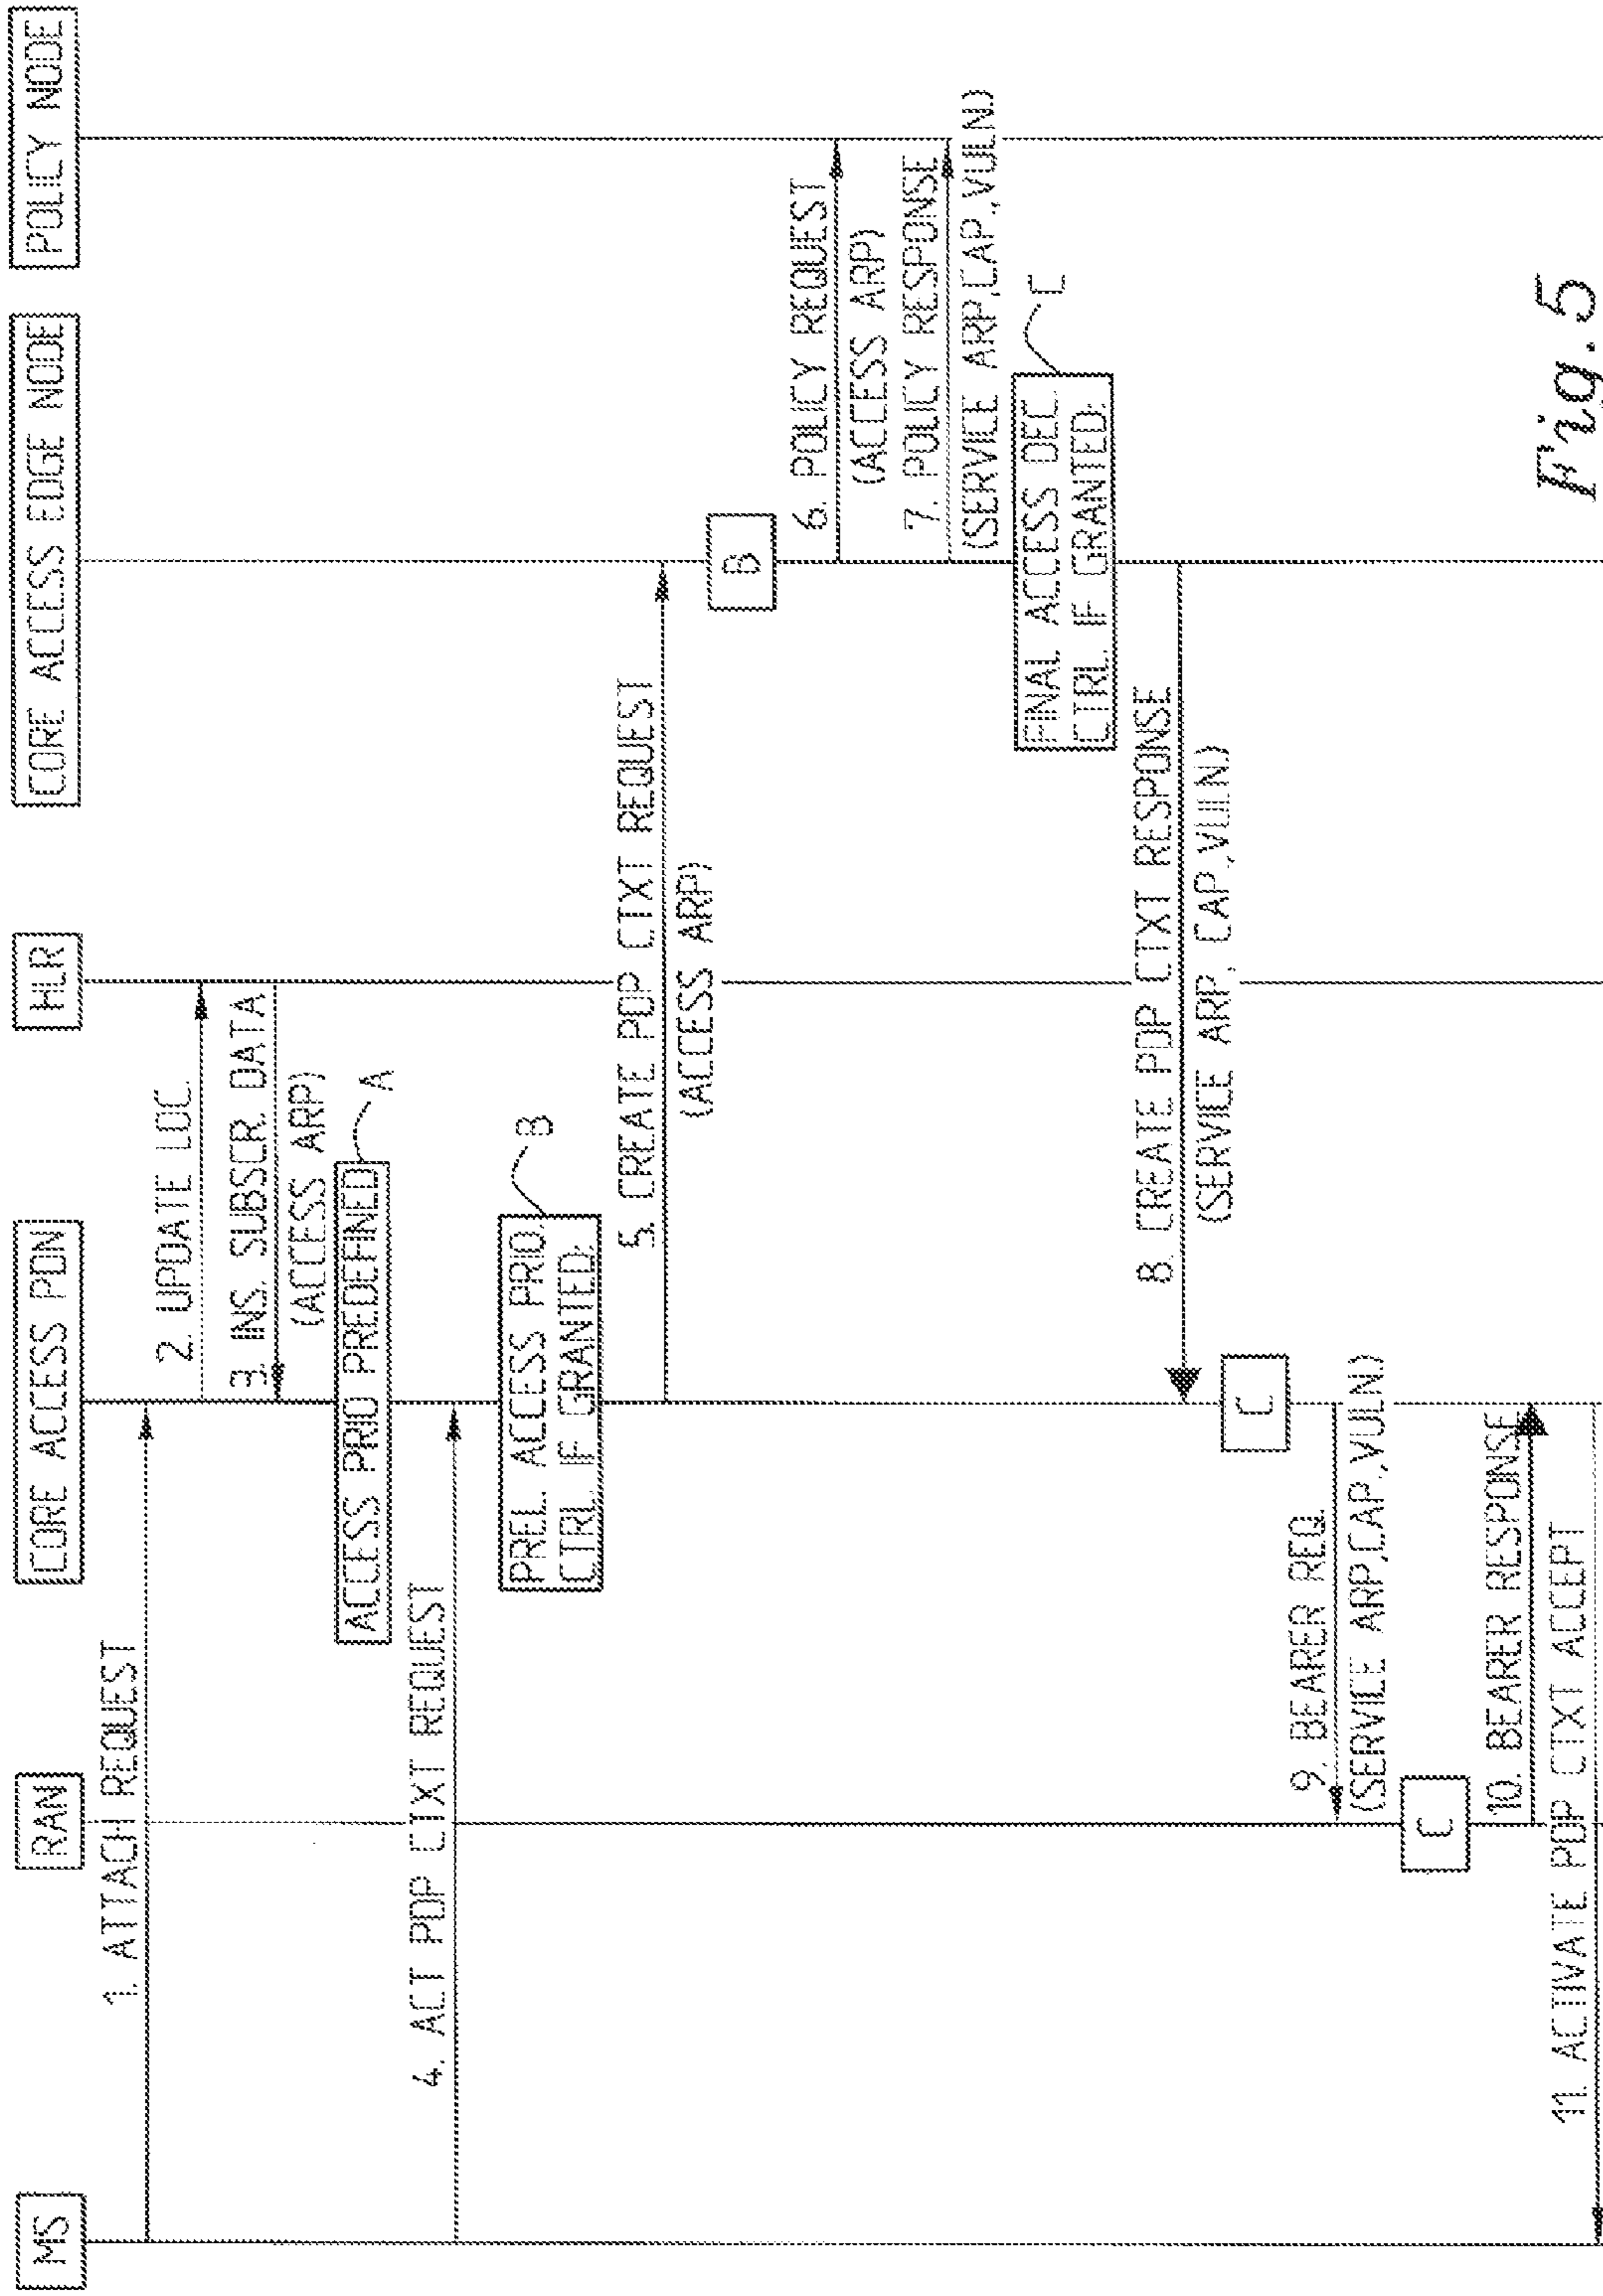 MS
RAN
CORE ACCESS PDN
HLR
CORE ACCESS EDGE NODE
POLICY NODE
1. ATTACH REQUEST
2. UPDATE LOC.
3. INS. SUBSCR. DATA
(ACCESS ARP)
ACCESS PRIO PREDEFINED
A
4. ACT PDP CTXT REQUEST
PREL. ACCESS PRIO.
CTRL. IF GRANTED:
B
5. CREATE PDP CTXT REQUEST
(ACCESS ARP)
B
6. POLICY REQUEST
(ACCESS ARP)
7. POLICY RESPONSE
(SERVICE ARP,CAP.,VULN.)
FINAL ACCESS DEC.
CTRL. IF GRANTED:
C
8. CREATE PDP CTXT RESPONSE
(SERVICE ARP, CAP.,VULN.)
C
9. BEARER REQ.
(SERVICE ARP,CAP.,VULN.)
C
10. BEARER RESPONSE
11. ACTIVATE PDP CTXT ACCEPT
Fig. 5